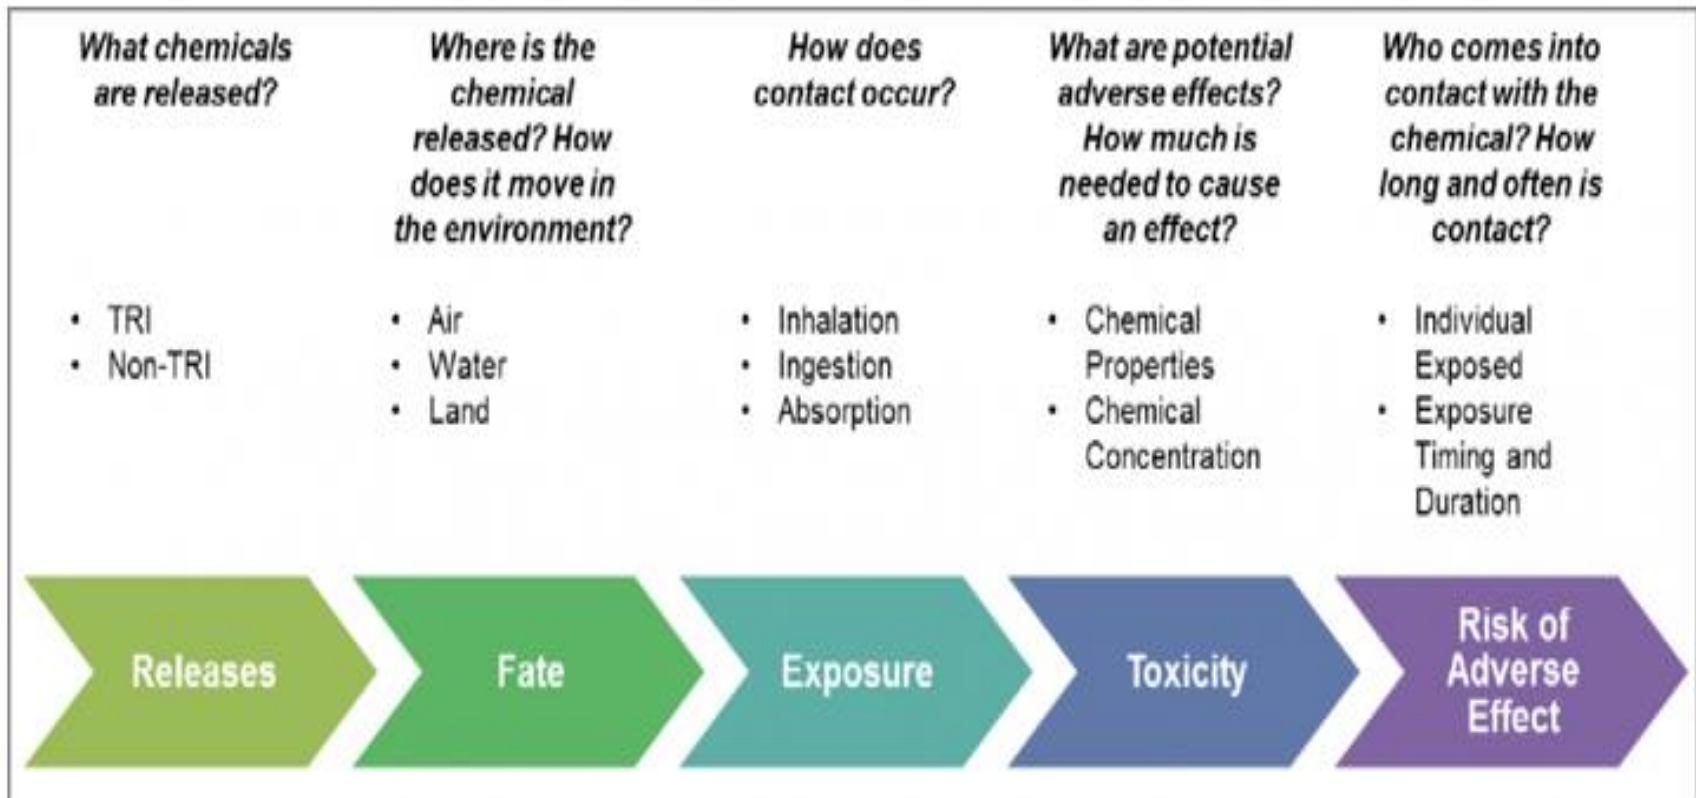 What chemicals
are released?
Where is the
chemical
released? How
does it move in
the environment?
How does
contact occur?
What are potential
adverse effects?
How much is
needed to cause
an effect?
Who comes into
contact with the
chemical? How
long and often is
contact?
• TRI
• Non-TRI
• Air
• Water
• Land
• Inhalation
• Ingestion
• Absorption
• Chemical
Properties
• Chemical
Concentration
• Individual
Exposed
• Exposure
Timing and
Duration
Releases
Fate
Exposure
Toxicity
Risk of
Adverse
Effect